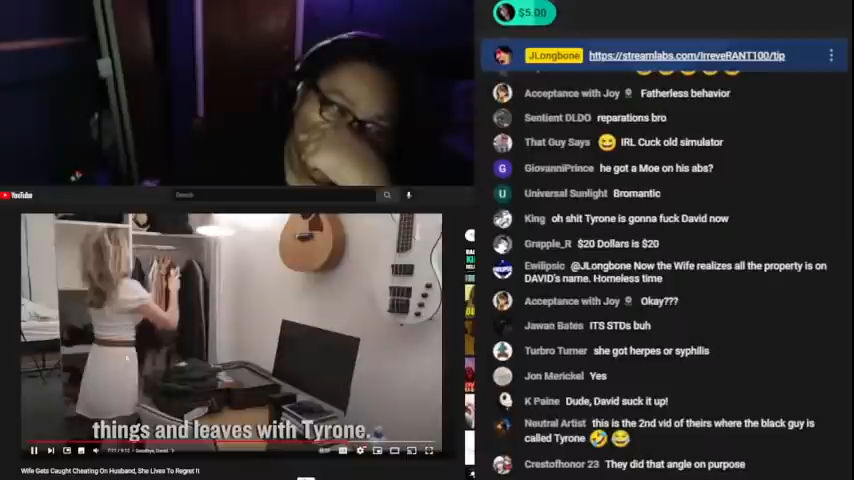 $5.00
JLongbone https://streamlabs.com/IrreveRANT100/tip
Acceptance with Joy Fatherless behavior
Sentient DLDO reparations bro
That Guy Says IRL Cuck old simulator
G GiovanniPrince he got a Moe on his abs?
YouTube Search
U Universal Sunlight Bromantic
King oh shit Tyrone is gonna fuck David now
Grapple_R $20 Dollars is $20
Ewilipsic @JLongbone Now the Wife realizes all the property is on
DAVID's name. Homeless time
Acceptance with Joy Okay???
Jawan Bates ITS STDs buh
Turbro Turner she got herpes or syphilis
Jon Merickel Yes
K Paine Dude, David suck it up!
Neutral Artist this is the 2nd vid of theirs where the black guy is
called Tyrone
things and leaves with Tyrone.
Crestofhonor 23 They did that angle on purpose
Wife Gets Caught Cheating On Husband, She Lives To Regret It